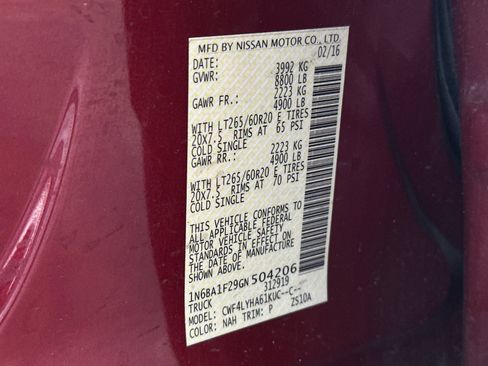 MFD BY NISSAN MOTOR CO., LTD.
DATE: 02/16
GVWR: 3992 KG
8800 LB
GAWR FR.: 2223 KG
4900 LB
WITH LT265/60R20 E TIRES
20X7.5 RIMS AT 65 PSI
COLD SINGLE
GAWR RR.: 2223 KG
4900 LB
WITH LT265/60R20 E TIRES
20X7.5 RIMS AT 70 PSI
COLD SINGLE
THIS VEHICLE CONFORMS TO
ALL APPLICABLE FEDERAL
MOTOR VEHICLE SAFETY
STANDARDS IN EFFECT ON
THE DATE OF MANUFACTURE
SHOWN ABOVE.
1N6BA1F29GN504206
TRUCK 312919
MODEL: CWF4LYHA61KUC--C--
COLOR: NAH TRIM: P ZS10A